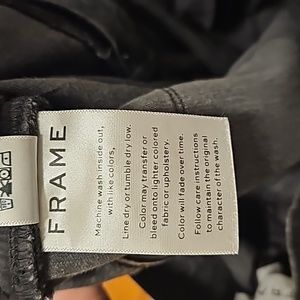 FRAME
Machine wash inside out,
with like colors,
Line dry or tumble dry low.
Color may transfer or
bleed onto lighter colored
fabric or upholstery.
Color will fade over time.
Follow care instructions
to maintain the original
character of the wash.